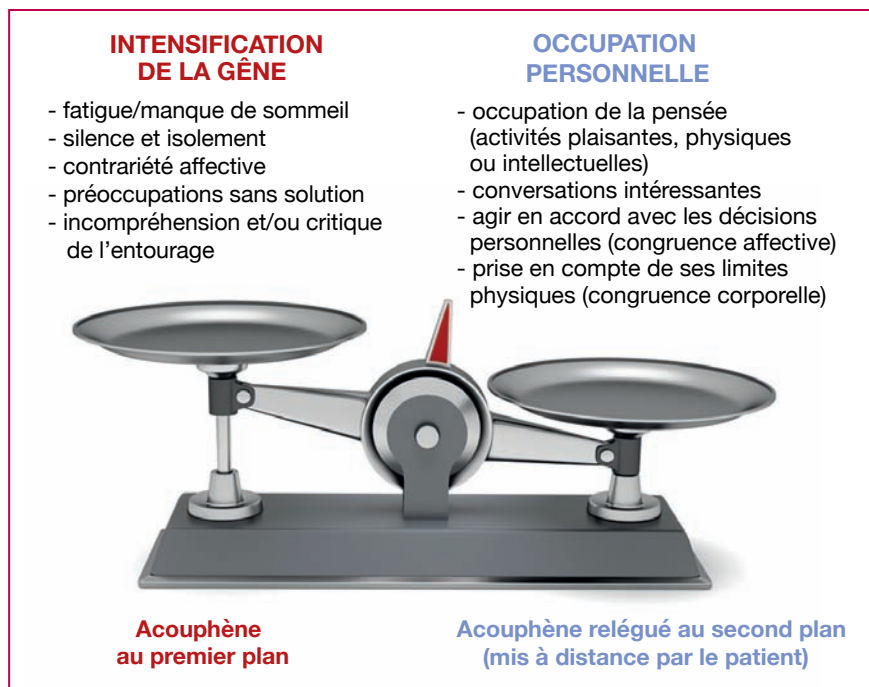 INTENSIFICATION
DE LA GÊNE
- fatigue/manque de sommeil
- silence et isolement
- contrariété affective
- préoccupations sans solution
- incompréhension et/ou critique
de l’entourage
OCCUPATION
PERSONNELLE
- occupation de la pensée
(activités plaisantes, physiques
ou intellectuelles)
- conversations intéressantes
- agir en accord avec les décisions
personnelles (congruence affective)
- prise en compte de ses limites
physiques (congruence corporelle)
Acouphène
au premier plan
Acouphène relégué au second plan
(mis à distance par le patient)